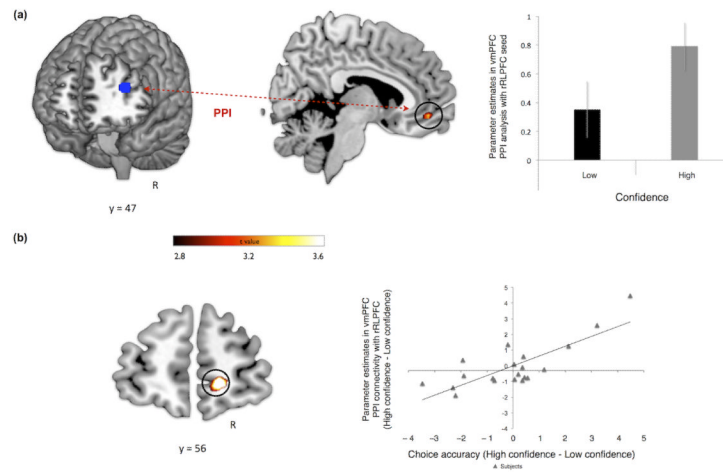 (a)
PPI
R
y = 47
Parameter estimates in vmPFC
PPI analysis with rRLPFC seed
1
0.8
0.6
0.4
0.2
0
Low
High
Confidence
(b)
t value
2.8
3.2
3.6
R
y = 56
Parameter estimates in vmPFC
PPI connectivity with rRLPFC
(High confidence - Low confidence)
5
4
3
2
1
0
-1
-2
-3
-4
-5
−4
−3
−2
−1
0
1
2
3
4
5
Choice accuracy (High confidence - Low confidence)
▲ Subjects